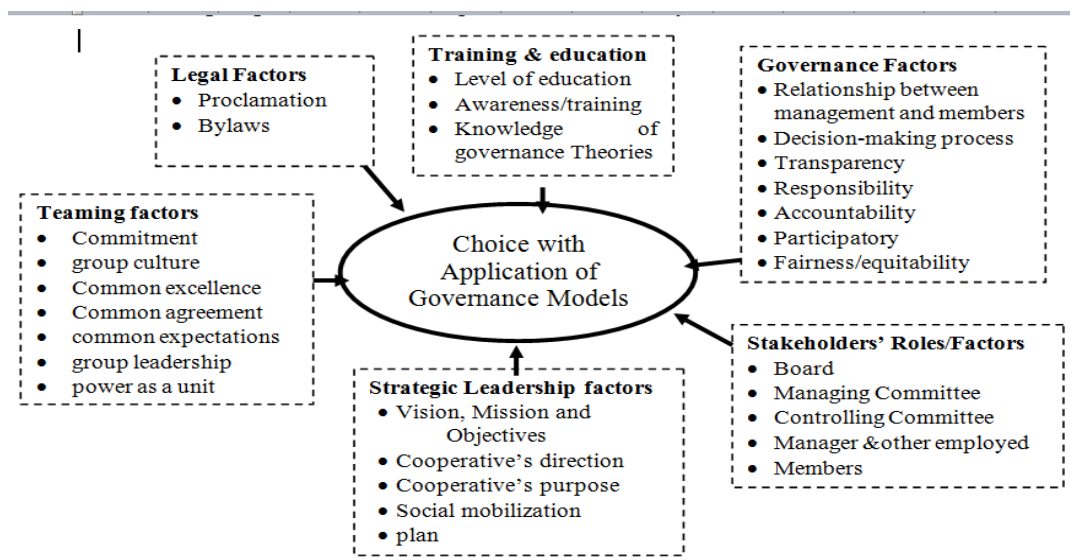 Legal Factors
• Proclamation
• Bylaws
Training & education
• Level of education
• Awareness/training
• Knowledge of
governance Theories
Governance Factors
• Relationship between
management and members
• Decision-making process
• Transparency
• Responsibility
• Accountability
• Participatory
• Fairness/equitability
Teaming factors
• Commitment
• group culture
• Common excellence
• Common agreement
• common expectations
• group leadership
• power as a unit
Choice with
Application of
Governance Models
Strategic Leadership factors
• Vision, Mission and
Objectives
• Cooperative’s direction
• Cooperative’s purpose
• Social mobilization
• plan
Stakeholders’ Roles/Factors
• Board
• Managing Committee
• Controlling Committee
• Manager &other employed
• Members